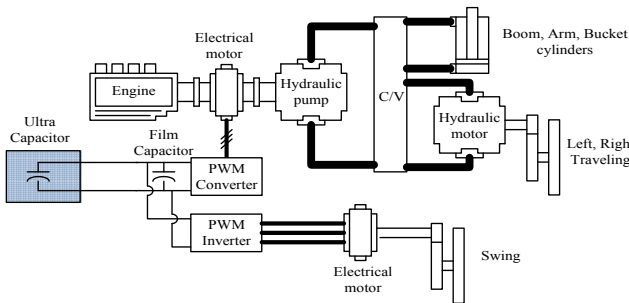 Electrical
motor
Boom, Arm, Bucket
cylinders
Engine
Hydraulic
pump
C/V
Hydraulic
motor
Ultra
Capacitor
Film
Capacitor
Left, Right
Traveling
PWM
Converter
PWM
Inverter
Electrical
motor
Swing